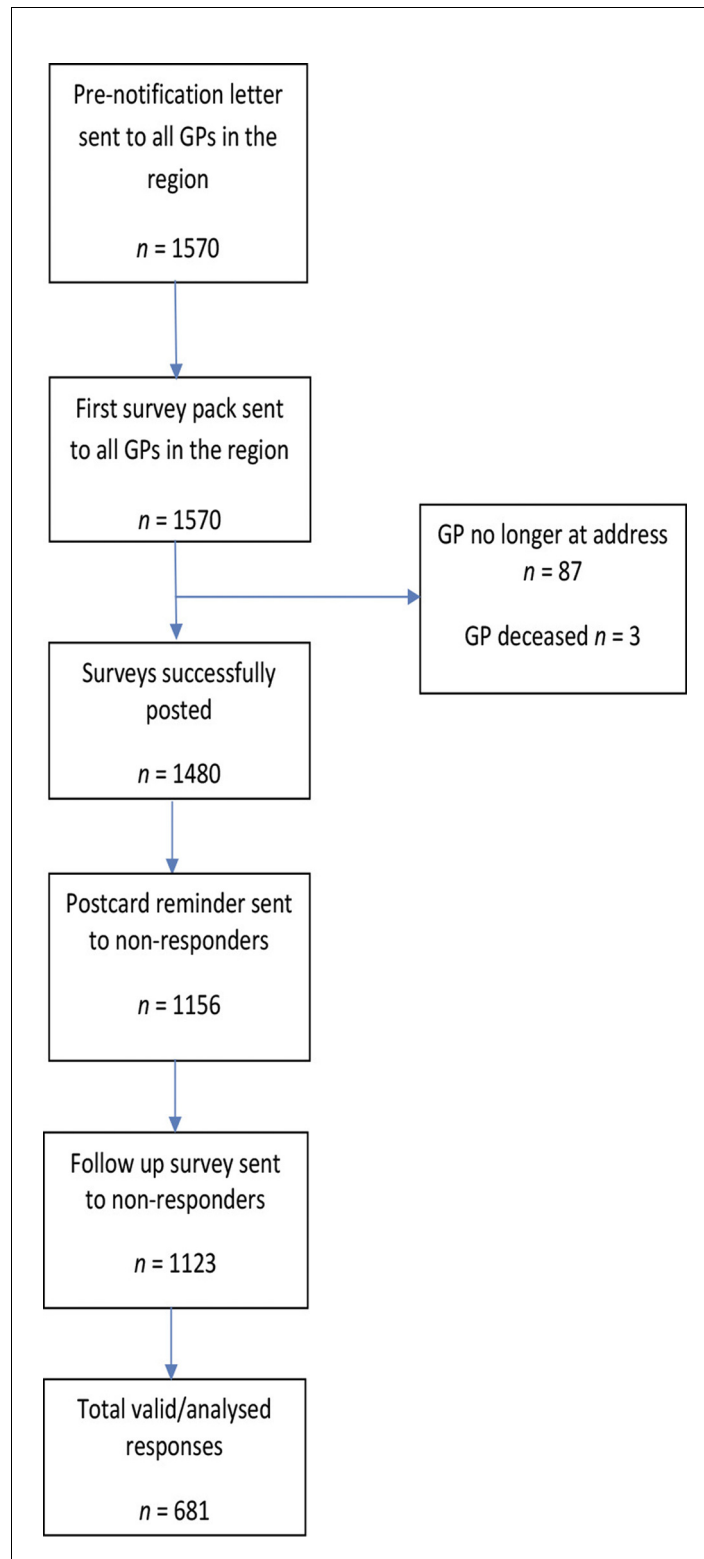 Pre-notification letter
sent to all GPs in the
region
n = 1570
First survey pack sent
to all GPs in the region
n = 1570
GP no longer at address
n = 87
GP deceased n = 3
Surveys successfully
posted
n = 1480
Postcard reminder sent
to non-responders
n = 1156
Follow up survey sent
to non-responders
n = 1123
Total valid/analysed
responses
n = 681